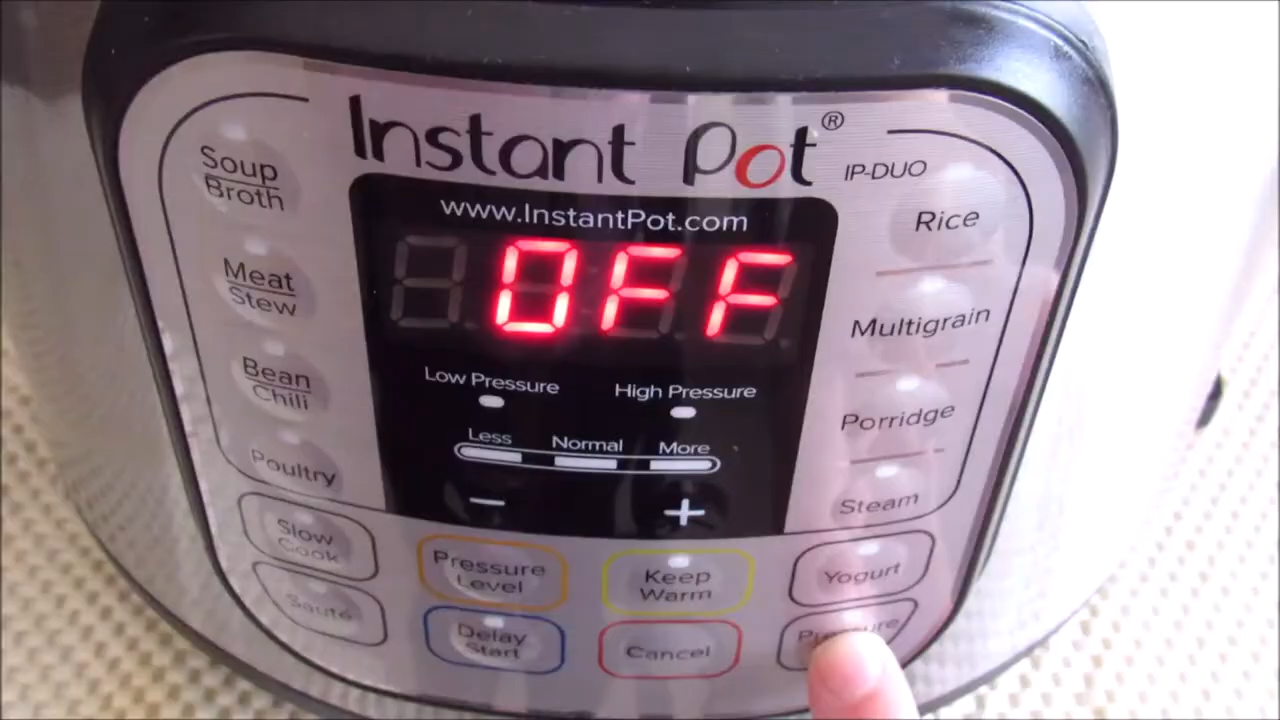 Instant Pot®
IP-DUO
www.InstantPot.com
OFF
Low Pressure
High Pressure
Less
Normal
More
−
+
Soup
Broth
Meat
Stew
Bean
Chili
Poultry
Slow
Cook
Saute
Pressure
Level
Delay
Start
Keep
Warm
Cancel
Rice
Multigrain
Porridge
Steam
Yogurt
Pressure